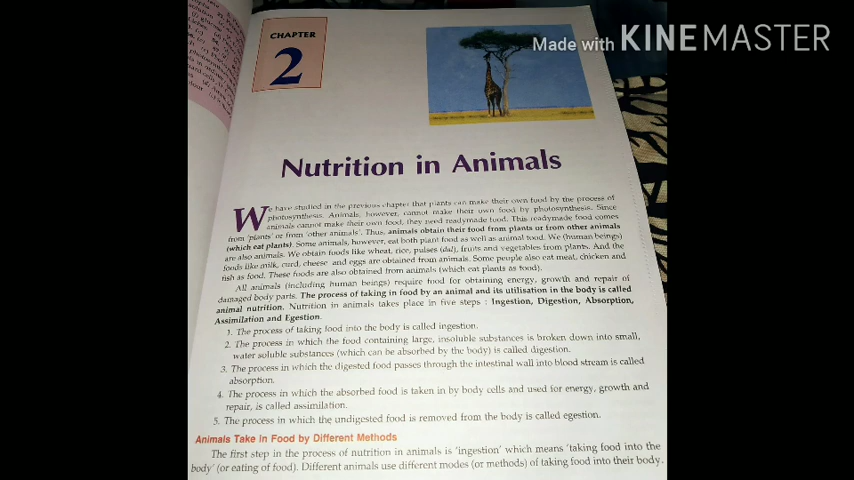 CHAPTER
2
Made with KINEMASTER
Nutrition in Animals
We have studied in the previous chapter that plants can make their own food by the process of
photosynthesis. Animals, however, cannot make their own food by photosynthesis. Since
animals cannot make their own food, they need readymade food. This readymade food comes
from 'plants' or from 'other animals'. Thus, animals obtain their food from plants or from other animals
(which eat plants). Some animals, however, eat both plant food as well as animal food. We (human beings)
are also animals. We obtain foods like wheat, rice, pulses (dal), fruits and vegetables from plants. And the
foods like milk, curd, cheese and eggs are obtained from animals. Some people also eat meat, chicken and
fish as food. These foods are also obtained from animals (which eat plants as food).
All animals (including human beings) require food for obtaining energy, growth and repair of
damaged body parts. The process of taking in food by an animal and its utilisation in the body is called
animal nutrition. Nutrition in animals takes place in five steps : Ingestion, Digestion, Absorption,
Assimilation and Egestion.
1. The process of taking food into the body is called ingestion.
2. The process in which the food containing large, insoluble substances is broken down into small,
water soluble substances (which can be absorbed by the body) is called digestion.
3. The process in which the digested food passes through the intestinal wall into blood stream is called
absorption.
4. The process in which the absorbed food is taken in by body cells and used for energy, growth and
repair, is called assimilation.
5. The process in which the undigested food is removed from the body is called egestion.
Animals Take In Food by Different Methods
The first step in the process of nutrition in animals is 'ingestion' which means 'taking food into the
body' (or eating of food). Different animals use different modes (or methods) of taking food into their body.